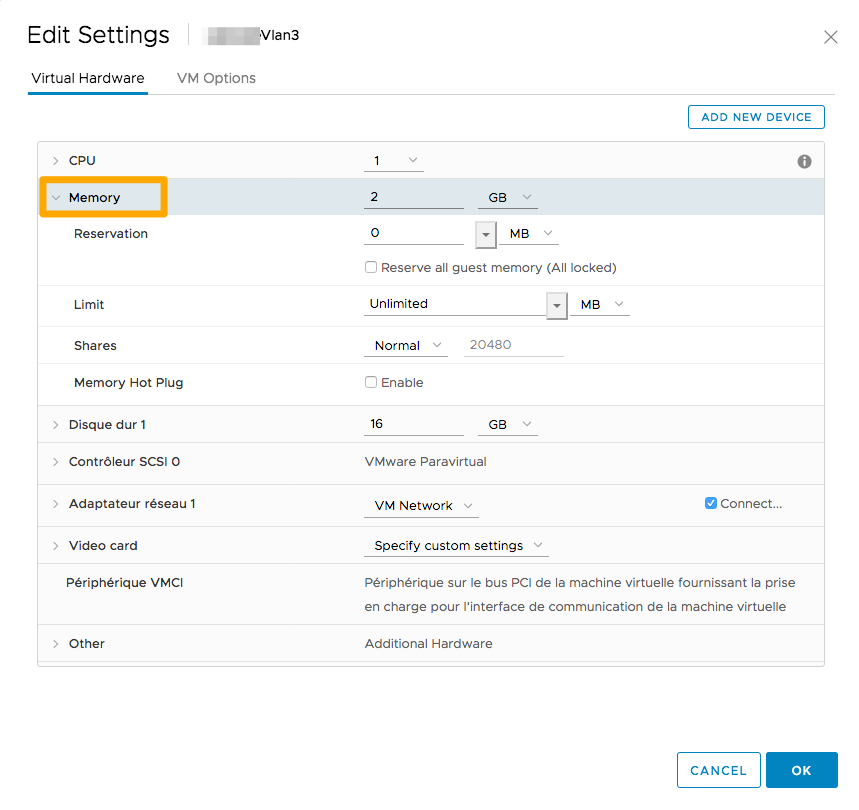 Edit Settings Vlan3
Virtual Hardware VM Options
ADD NEW DEVICE
CPU 1
Memory 2 GB
Reservation 0 MB
Reserve all guest memory (All locked)
Limit Unlimited MB
Shares Normal 20480
Memory Hot Plug Enable
Disque dur 1 16 GB
Contrôleur SCSI 0 VMware Paravirtual
Adaptateur réseau 1 VM Network Connect...
Video card Specify custom settings
Périphérique VMCI Périphérique sur le bus PCI de la machine virtuelle fournissant la prise
en charge pour l'interface de communication de la machine virtuelle
Other Additional Hardware
CANCEL OK